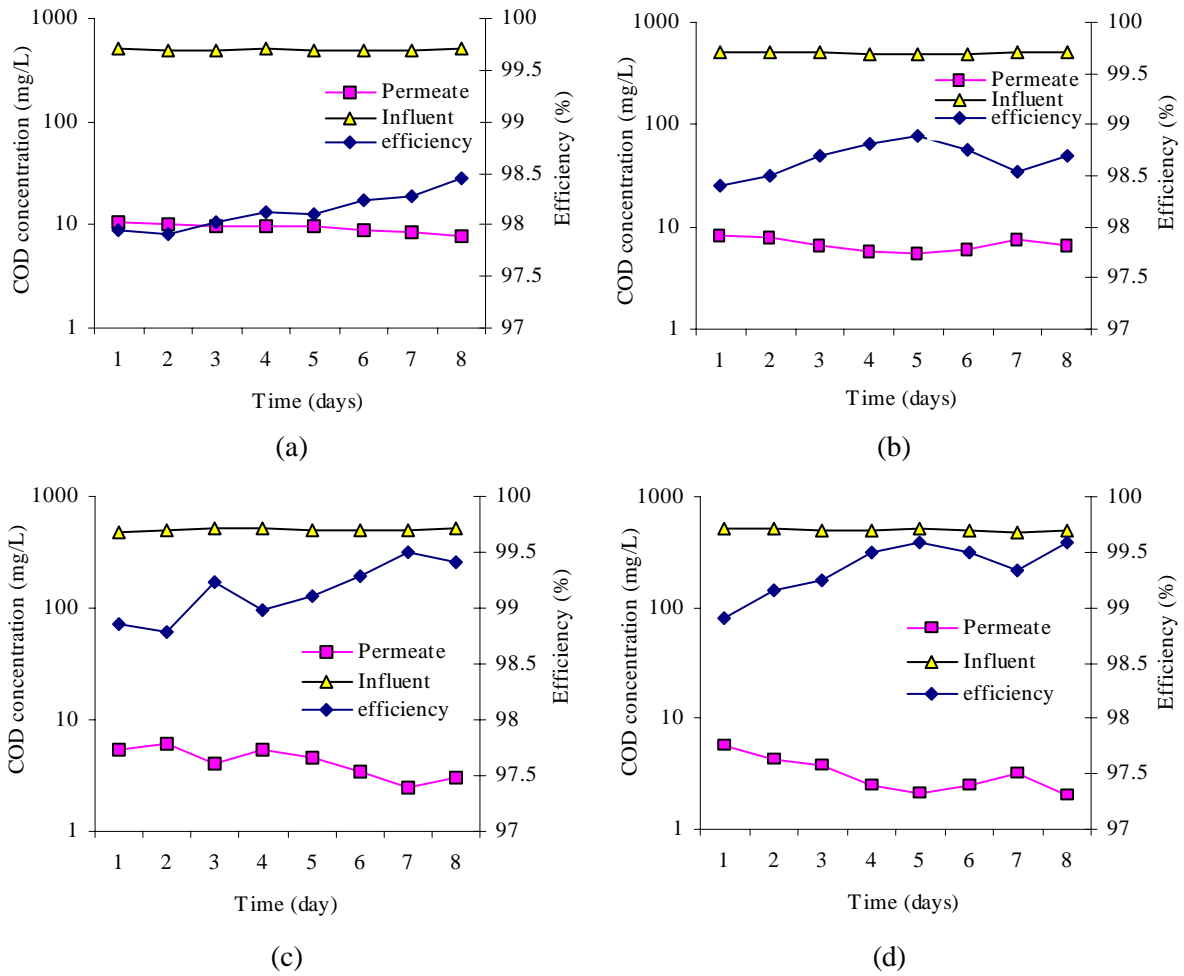 1000
100
10
1
COD concentration (mg/L)
100
99.5
99
98.5
98
97.5
97
Efficiency (%)
Permeate
Influent
efficiency
1 2 3 4 5 6 7 8
Time (days)
(a)
1000
100
10
1
COD concentration (mg/L)
100
99.5
99
98.5
98
97.5
97
Efficiency (%)
Permeate
Influent
efficiency
1 2 3 4 5 6 7 8
Time (days)
(b)
1000
100
10
1
COD concentration (mg/L)
100
99.5
99
98.5
98
97.5
97
Efficiency (%)
Permeate
Influent
efficiency
1 2 3 4 5 6 7 8
Time (day)
(c)
1000
100
10
1
COD concentration (mg/L)
100
99.5
99
98.5
98
97.5
97
Efficiency (%)
Permeate
Influent
efficiency
1 2 3 4 5 6 7 8
Time (days)
(d)